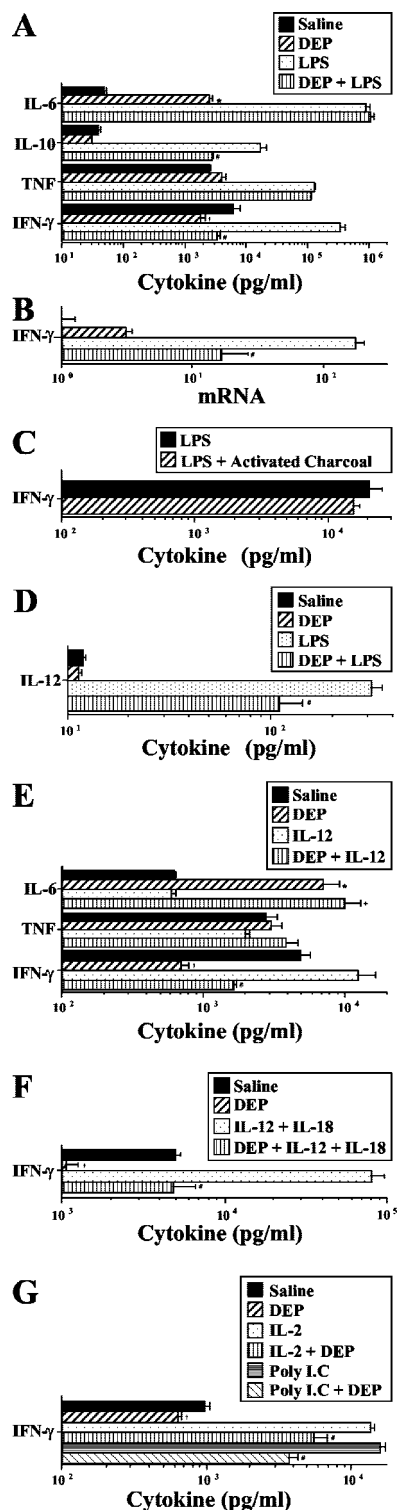 A
Saline
DEP
LPS
DEP + LPS
IL-6
*
IL-10
#
TNF
IFN-γ
#
10¹ 10² 10³ 10⁴ 10⁵ 10⁶
Cytokine (pg/ml)
B
IFN-γ
#
10⁰ 10¹ 10²
mRNA
C
LPS
LPS + Activated Charcoal
IFN-γ
10² 10³ 10⁴
Cytokine (pg/ml)
D
Saline
DEP
LPS
DEP + LPS
IL-12
#
10¹ 10²
Cytokine (pg/ml)
E
Saline
DEP
IL-12
DEP + IL-12
IL-6
*
+
TNF
IFN-γ
#
10² 10³ 10⁴
Cytokine (pg/ml)
F
Saline
DEP
IL-12 + IL-18
DEP + IL-12 + IL-18
IFN-γ
#
10³ 10⁴ 10⁵
Cytokine (pg/ml)
G
Saline
DEP
IL-2
IL-2 + DEP
Poly I.C
Poly I.C + DEP
IFN-γ
#
#
10² 10³ 10⁴
Cytokine (pg/ml)